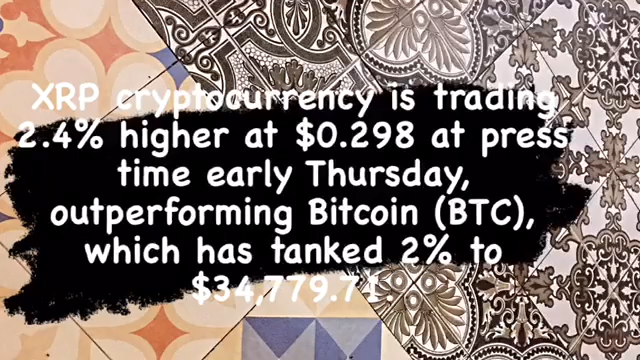 XRP cryptocurrency is trading
2.4% higher at $0.298 at press
time early Thursday,
outperforming Bitcoin (BTC),
which has tanked 2% to
$34,779.71.